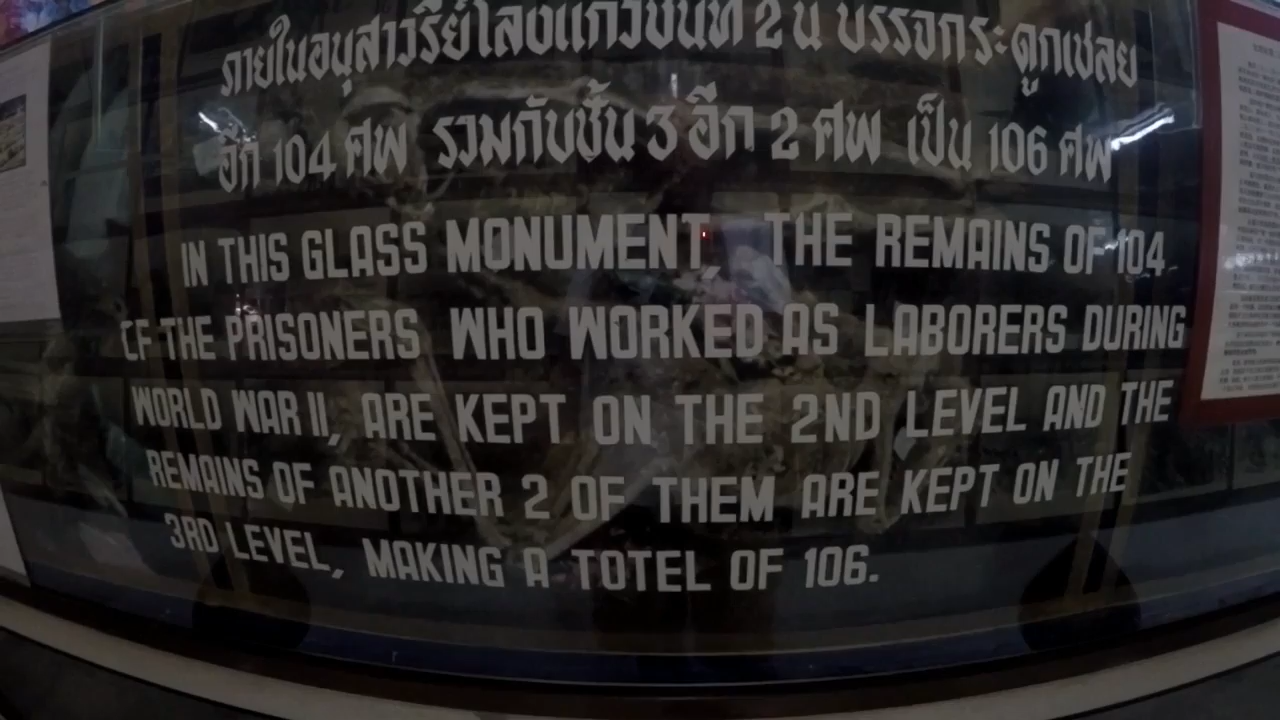 ภายในอนุสาวรีย์โลงแก้วชั้นที่ 2 นี้ บรรจุกระดูกเชลย
อีก 104 ศพ รวมกับชั้น 3 อีก 2 ศพ เป็น 106 ศพ
IN THIS GLASS MONUMENT THE REMAINS OF 104
OF THE PRISONERS WHO WORKED AS LABORERS DURING
WORLD WAR II, ARE KEPT ON THE 2ND LEVEL AND THE
REMAINS OF ANOTHER 2 OF THEM ARE KEPT ON THE
3RD LEVEL, MAKING A TOTEL OF 106.